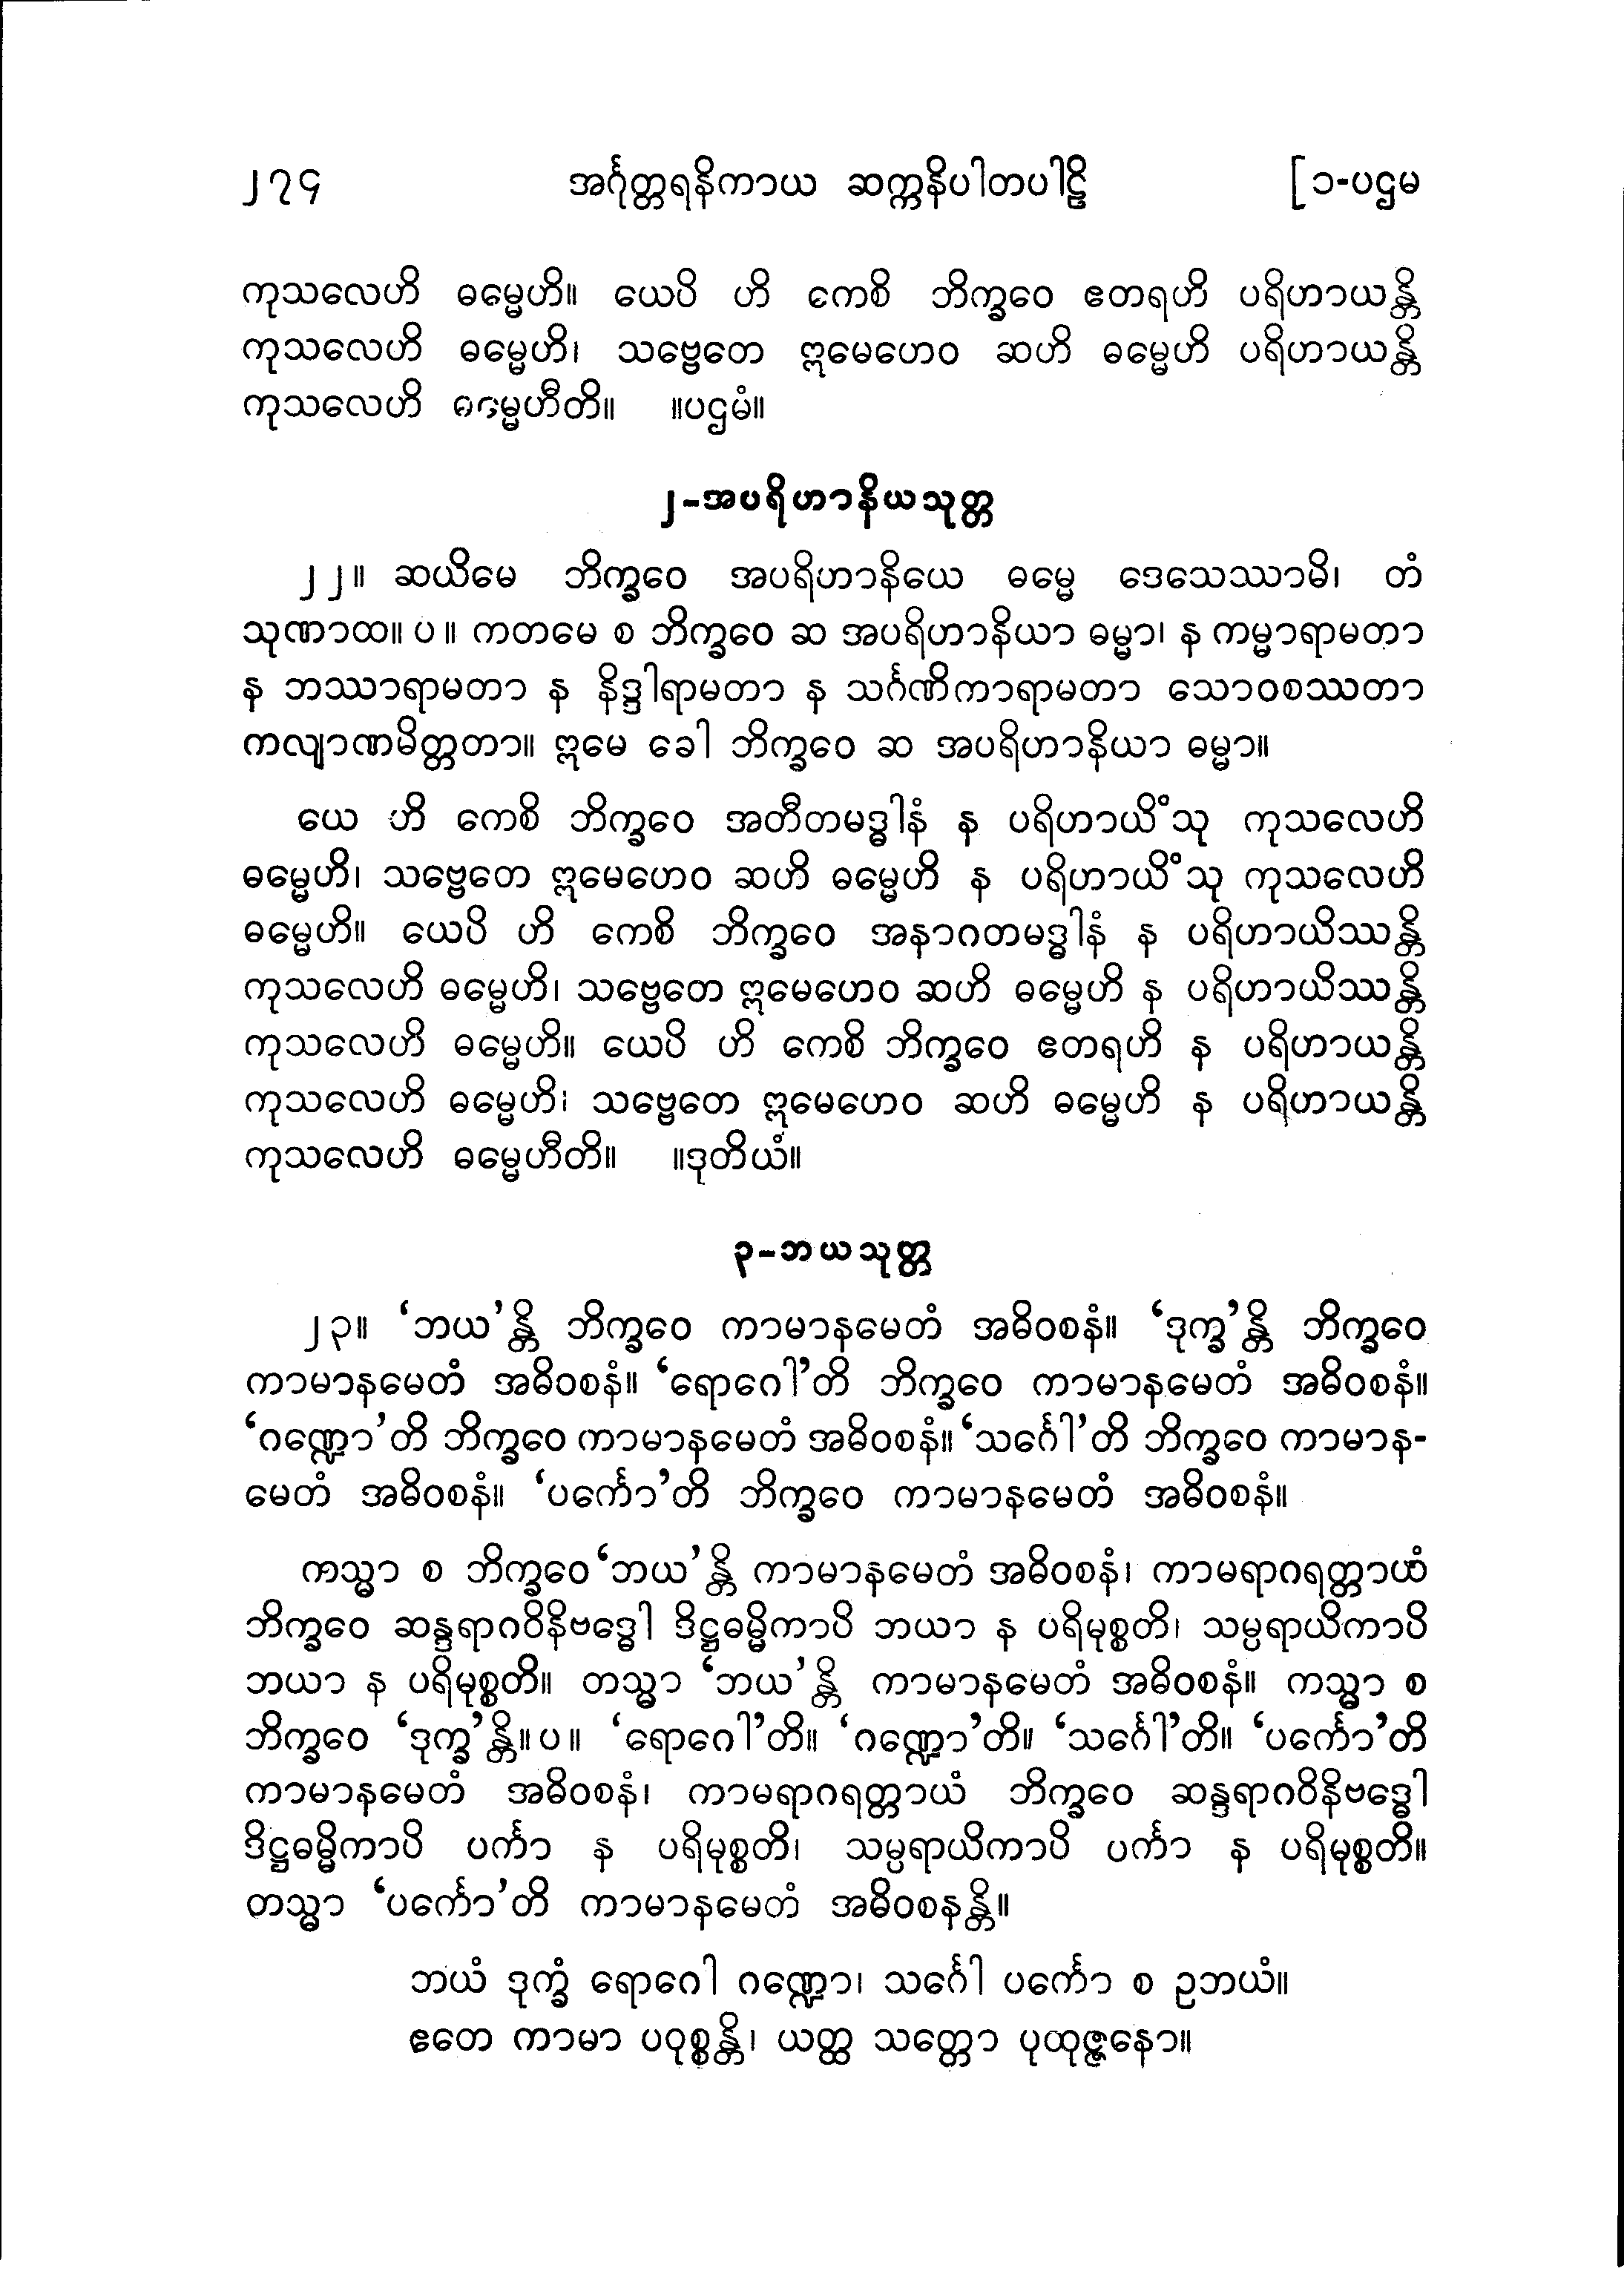 ၂၇၄ အင်္ဂုတ္တရနိကာယ ဆက္ကနိပါတပါဠိ [၁-ပဌမ
ကုသလေဟိ ဓမ္မေဟိ။ ယေပိ ဟိ ကေစိ ဘိက္ခဝေ ဧတရဟိ ပရိဟာယန္တိ
ကုသလေဟိ ဓမ္မေဟိ၊ သဗ္ဗေတေ ဣမေဟေဝ ဆဟိ ဓမ္မေဟိ ပရိဟာယန္တိ
ကုသလေဟိ ဓမ္မေဟီတိ။ ။ပဌမံ။
၂-အပရိဟာနိယသုတ္တ
၂၂။ ဆယိမေ ဘိက္ခဝေ အပရိဟာနိယေ ဓမ္မေ ဒေသေဿာမိ၊ တံ
သုဏာထ။ ပ ။ ကတမေ စ ဘိက္ခဝေ ဆ အပရိဟာနိယာ ဓမ္မာ၊ န ကမ္မာရာမတာ
န ဘဿာရာမတာ န နိဒ္ဒါရာမတာ န သင်္ဂဏိကာရာမတာ သောဝစဿတာ
ကလျာဏမိတ္တတာ။ ဣမေ ခေါ ဘိက္ခဝေ ဆ အပရိဟာနိယာ ဓမ္မာ။
ယေ ဟိ ကေစိ ဘိက္ခဝေ အတီတမဒ္ဓါနံ န ပရိဟာယိံသု ကုသလေဟိ
ဓမ္မေဟိ၊ သဗ္ဗေတေ ဣမေဟေဝ ဆဟိ ဓမ္မေဟိ န ပရိဟာယိံသု ကုသလေဟိ
ဓမ္မေဟိ။ ယေပိ ဟိ ကေစိ ဘိက္ခဝေ အနာဂတမဒ္ဓါနံ န ပရိဟာယိဿန္တိ
ကုသလေဟိ ဓမ္မေဟိ၊ သဗ္ဗေတေ ဣမေဟေဝ ဆဟိ ဓမ္မေဟိ န ပရိဟာယိဿန္တိ
ကုသလေဟိ ဓမ္မေဟိ။ ယေပိ ဟိ ကေစိ ဘိက္ခဝေ ဧတရဟိ န ပရိဟာယန္တိ
ကုသလေဟိ ဓမ္မေဟိ၊ သဗ္ဗေတေ ဣမေဟေဝ ဆဟိ ဓမ္မေဟိ န ပရိဟာယန္တိ
ကုသလေဟိ ဓမ္မေဟီတိ။ ။ဒုတိယံ။
၃-ဘယသုတ္တ
၂၃။ ‘ဘယ’န္တိ ဘိက္ခဝေ ကာမာနမေတံ အဓိဝစနံ။ ‘ဒုက္ခ’န္တိ ဘိက္ခဝေ
ကာမာနမေတံ အဓိဝစနံ။ ‘ရောဂေါ’တိ ဘိက္ခဝေ ကာမာနမေတံ အဓိဝစနံ။
‘ဂဏ္ဍော’တိ ဘိက္ခဝေ ကာမာနမေတံ အဓိဝစနံ။ ‘သင်္ဂေါ’တိ ဘိက္ခဝေ ကာမာန-
မေတံ အဓိဝစနံ။ ‘ပင်္ကော’တိ ဘိက္ခဝေ ကာမာနမေတံ အဓိဝစနံ။
ကသ္မာ စ ဘိက္ခဝေ ‘ဘယ’န္တိ ကာမာနမေတံ အဓိဝစနံ၊ ကာမရာဂရတ္တာယံ
ဘိက္ခဝေ ဆန္ဒရာဂဝိနိဗဒ္ဓေါ ဒိဋ္ဌဓမ္မိကာပိ ဘယာ န ပရိမုစ္စတိ၊ သမ္ပရာယိကာပိ
ဘယာ န ပရိမုစ္စတိ။ တသ္မာ ‘ဘယ’န္တိ ကာမာနမေတံ အဓိဝစနံ။ ကသ္မာ စ
ဘိက္ခဝေ ‘ဒုက္ခ’န္တိ။ ပ ။ ‘ရောဂေါ’တိ။ ‘ဂဏ္ဍော’တိ။ ‘သင်္ဂေါ’တိ။ ‘ပင်္ကော’တိ
ကာမာနမေတံ အဓိဝစနံ၊ ကာမရာဂရတ္တာယံ ဘိက္ခဝေ ဆန္ဒရာဂဝိနိဗဒ္ဓေါ
ဒိဋ္ဌဓမ္မိကာပိ ပင်္ကာ န ပရိမုစ္စတိ၊ သမ္ပရာယိကာပိ ပင်္ကာ န ပရိမုစ္စတိ။
တသ္မာ ‘ပင်္ကော’တိ ကာမာနမေတံ အဓိဝစနန္တိ။
ဘယံ ဒုက္ခံ ရောဂေါ ဂဏ္ဍော၊ သင်္ဂေါ ပင်္ကော စ ဥဘယံ။
ဧတေ ကာမာ ပဝုစ္စန္တိ၊ ယတ္ထ သတ္တော ပုထုဇ္ဇနော။